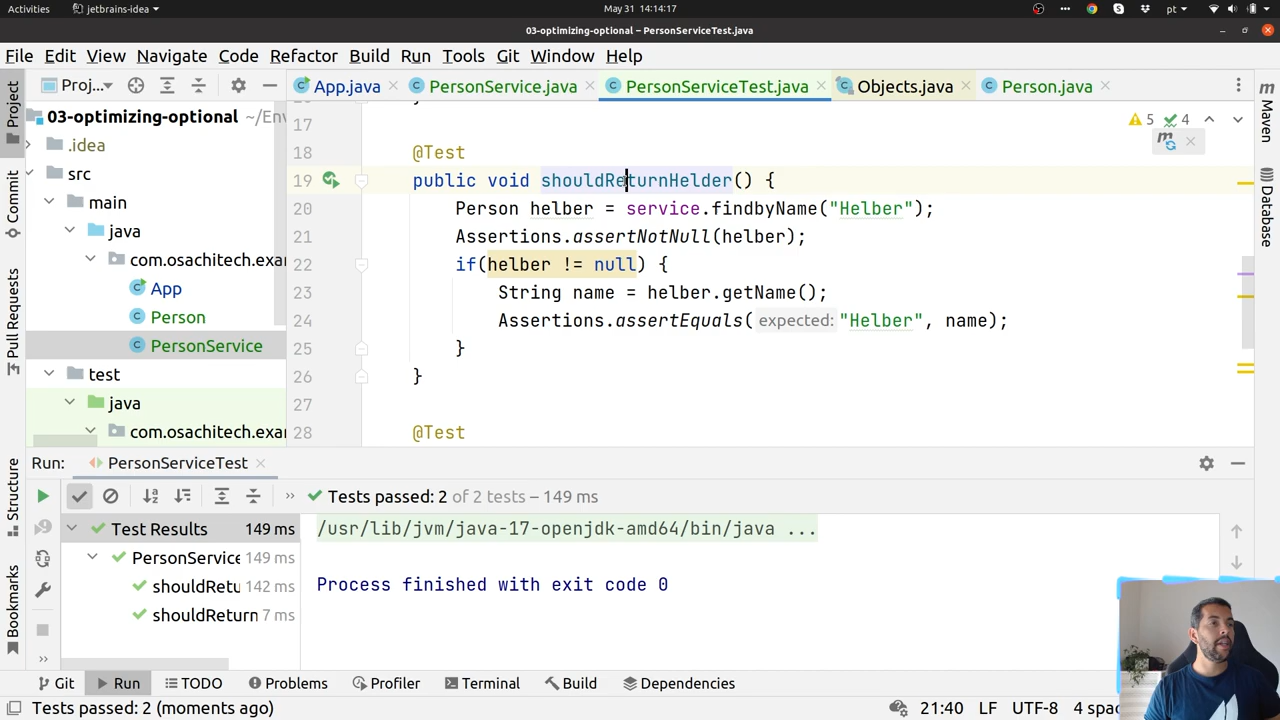 Activities
jetbrains-idea
May 31 14:14:17
pt
03-optimizing-optional – PersonServiceTest.java
File Edit View Navigate Code Refactor Build Run Tools Git Window Help
Proj...
App.java
PersonService.java
PersonServiceTest.java
Objects.java
Person.java
Project
Commit
Pull Requests
Structure
Bookmarks
Maven
Database
03-optimizing-optional ~/En
.idea
src
main
java
com.osachitech.exa
App
Person
PersonService
test
java
com.osachitech.exa
5 4
17
18 @Test
19 public void shouldReturnHelder() {
20 Person helber = service.findbyName("Helber");
21 Assertions.assertNotNull(helber);
22 if(helber != null) {
23 String name = helber.getName();
24 Assertions.assertEquals( expected: "Helber", name);
25 }
26 }
27
28 @Test
Run: PersonServiceTest
Tests passed: 2 of 2 tests – 149 ms
Test Results 149 ms
PersonService 149 ms
shouldRetu 142 ms
shouldReturn 7 ms
/usr/lib/jvm/java-17-openjdk-amd64/bin/java ...
Process finished with exit code 0
Git Run TODO Problems Profiler Terminal Build Dependencies
Tests passed: 2 (moments ago)
21:40 LF UTF-8 4 spac